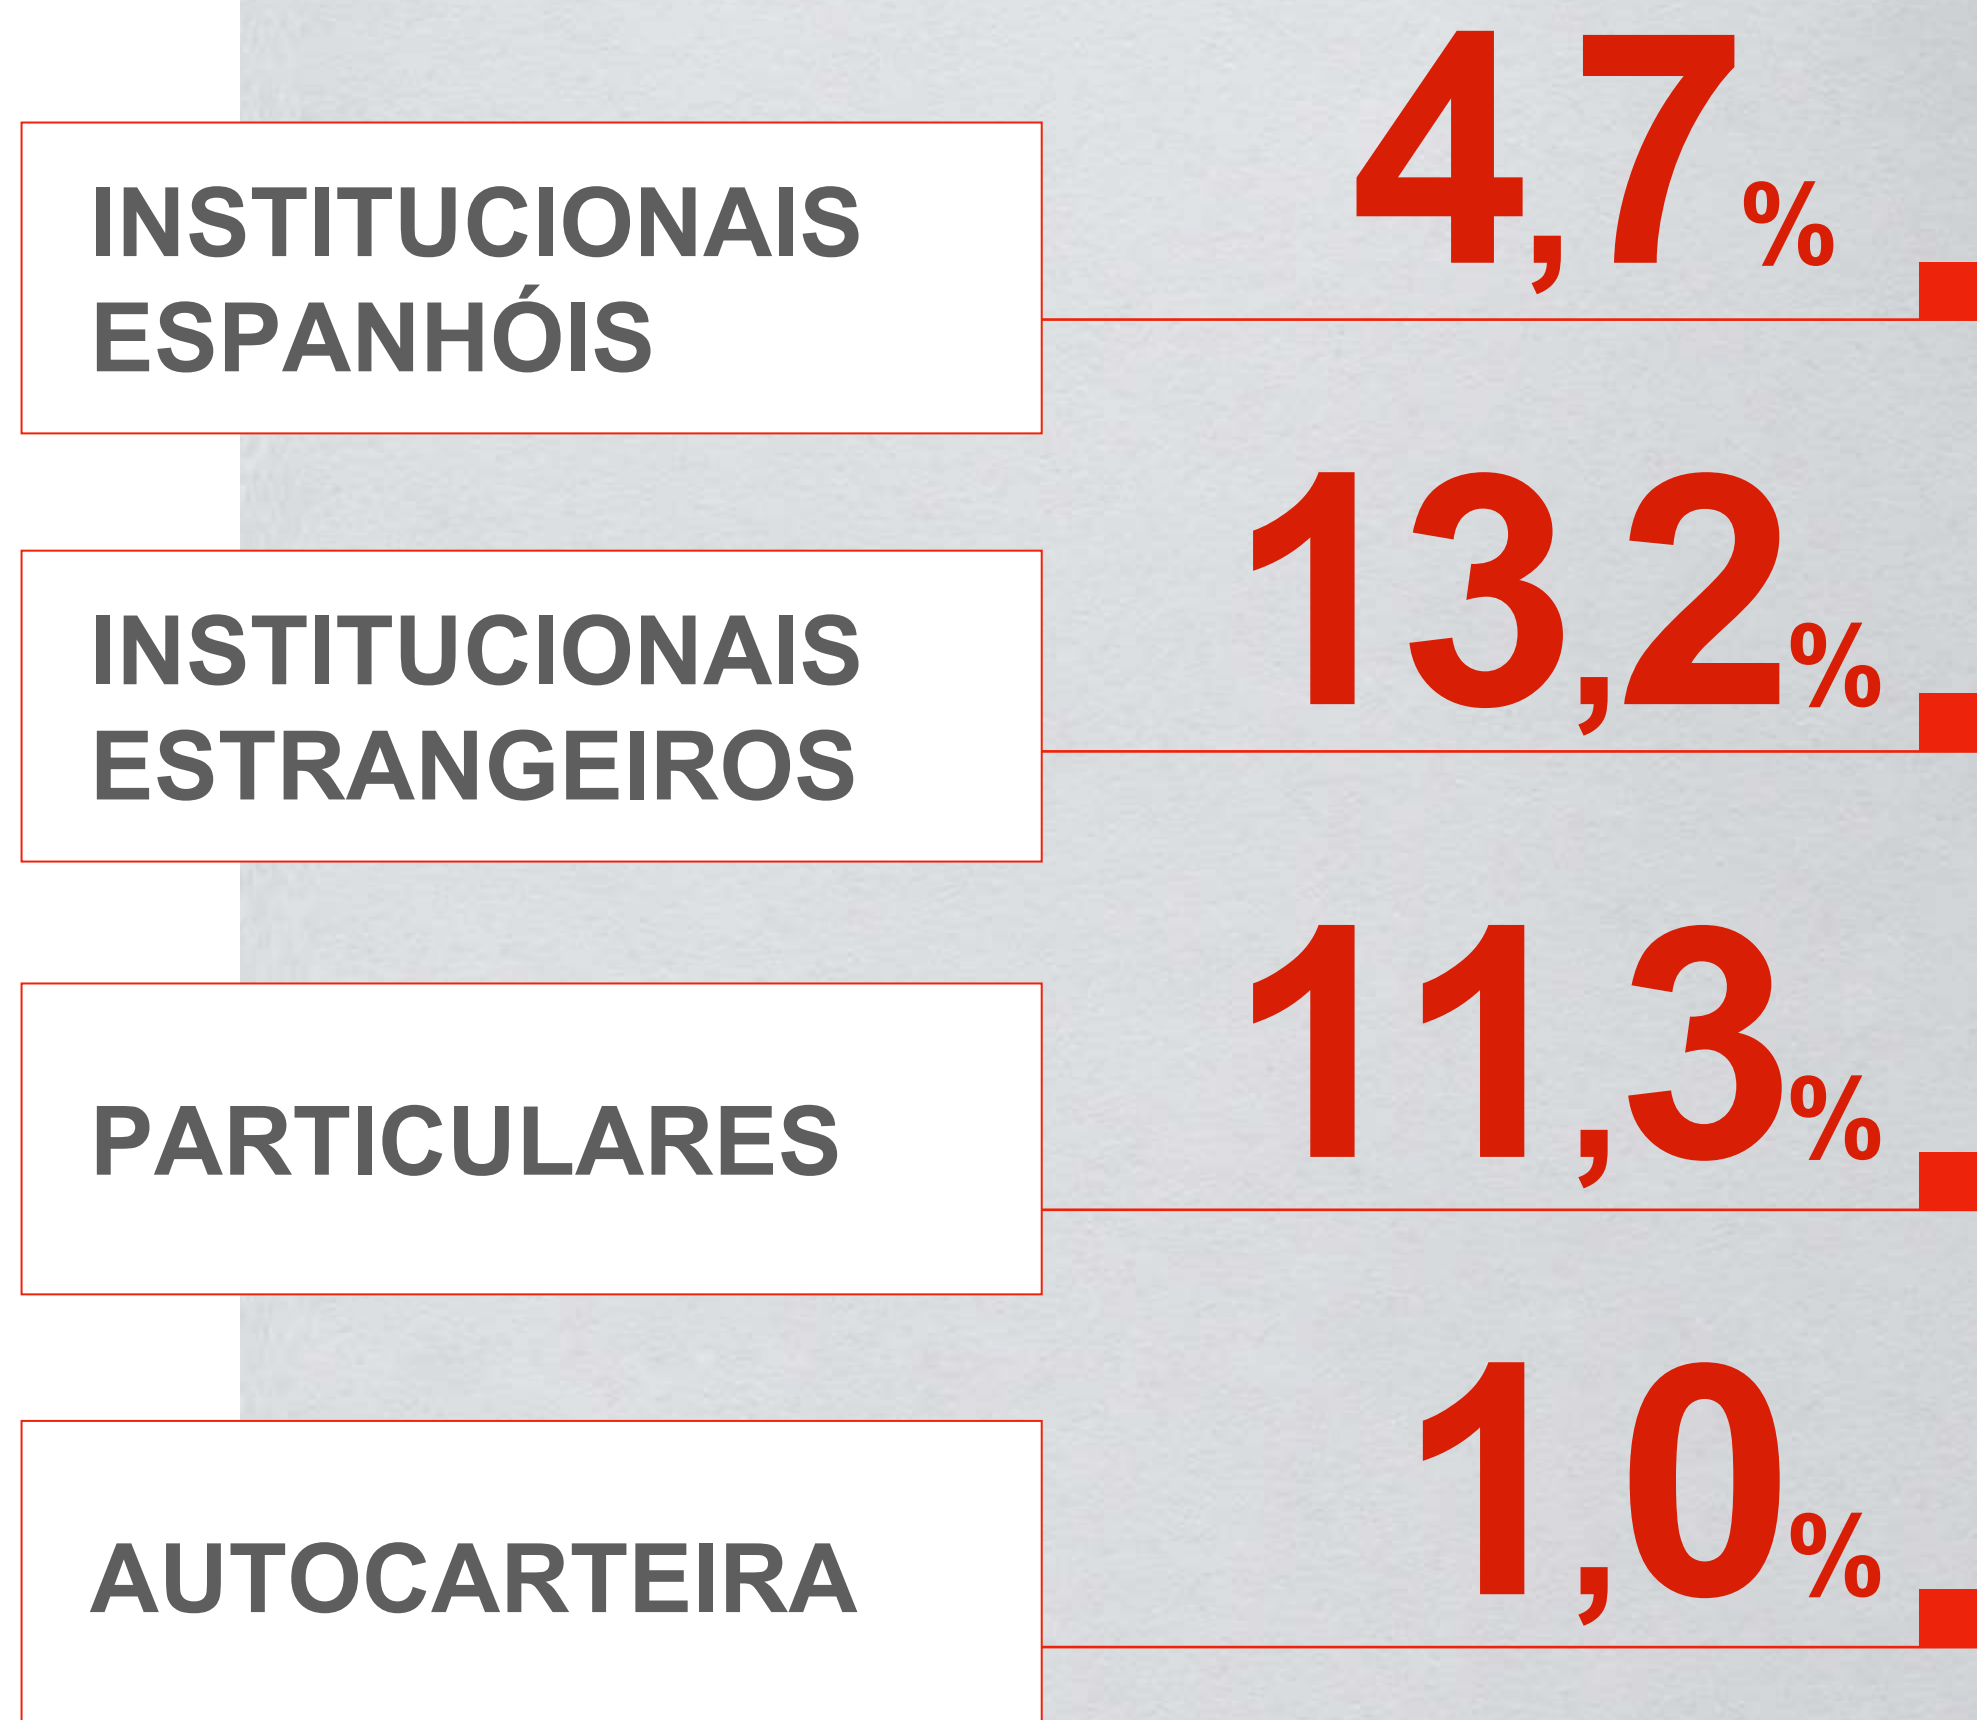 4,7%
INSTITUCIONAIS
ESPANHÓIS
13,2%
INSTITUCIONAIS
ESTRANGEIROS
11,3%
PARTICULARES
1,0%
AUTOCARTEIRA